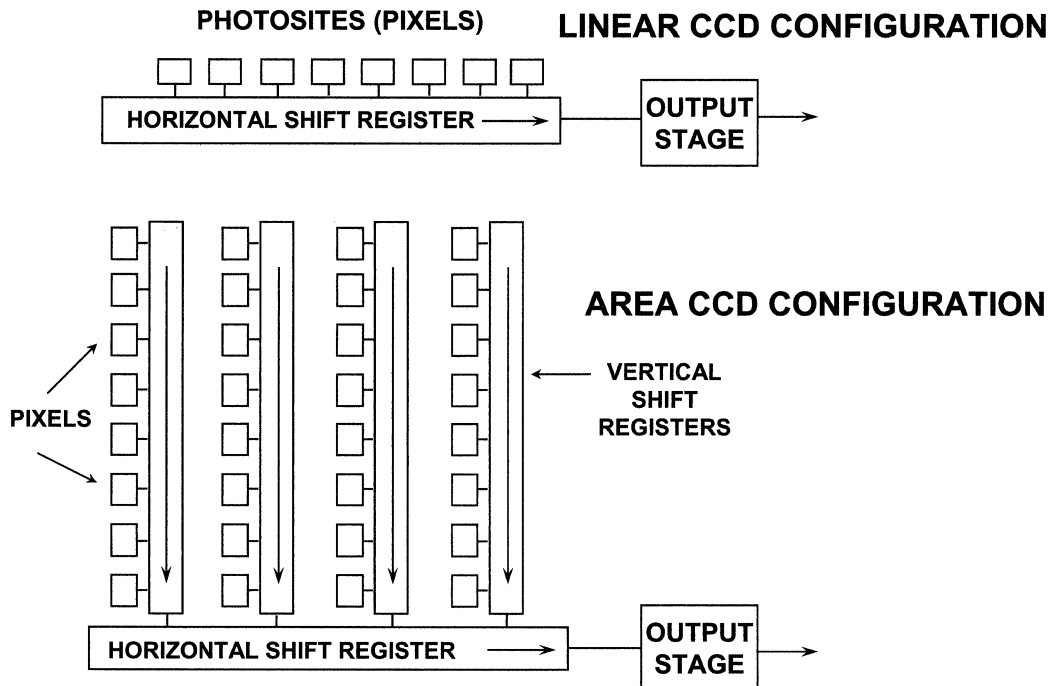 PHOTOSITES (PIXELS)
LINEAR CCD CONFIGURATION
HORIZONTAL SHIFT REGISTER
OUTPUT
STAGE
AREA CCD CONFIGURATION
PIXELS
VERTICAL
SHIFT
REGISTERS
HORIZONTAL SHIFT REGISTER
OUTPUT
STAGE